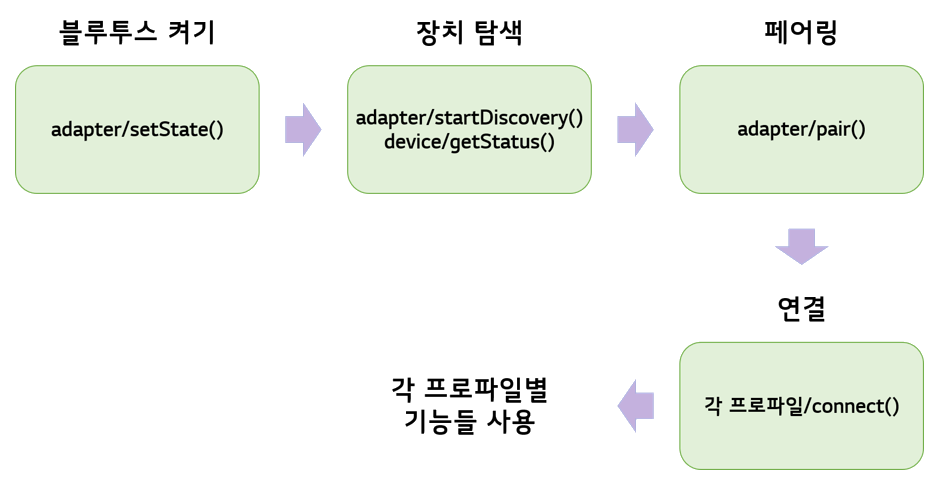 블루투스 켜기
adapter/setState()
장치 탐색
adapter/startDiscovery()
device/getStatus()
페어링
adapter/pair()
연결
각 프로파일/connect()
각 프로파일별
기능들 사용